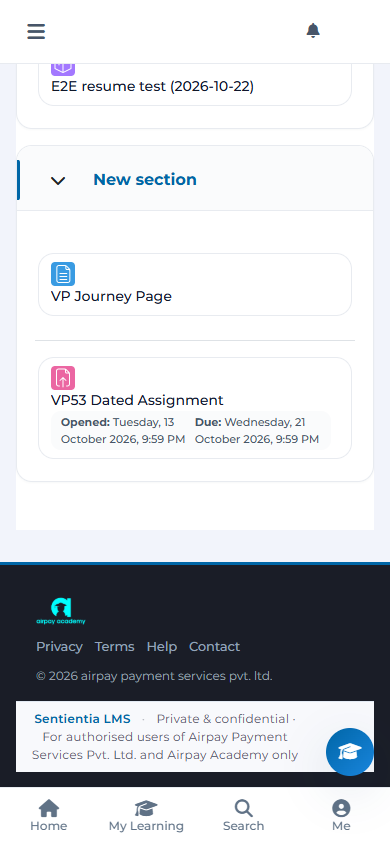 E2E resume test (2026-10-22)
New section
VP Journey Page
VP53 Dated Assignment
Opened: Tuesday, 13 October 2026, 9:59 PM
Due: Wednesday, 21 October 2026, 9:59 PM
airpay academy
Privacy Terms Help Contact
© 2026 airpay payment services pvt. ltd.
Sentientia LMS · Private & confidential ·
For authorised users of Airpay Payment
Services Pvt. Ltd. and Airpay Academy only
Home My Learning Search Me